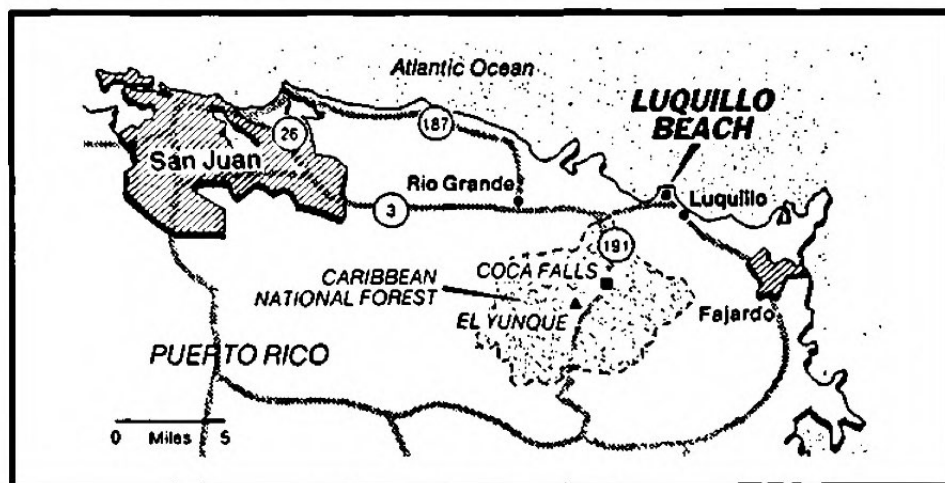 Atlantic Ocean
LUQUILLO
BEACH
187
26
San Juan
Rio Grande
Luquillo
3
191
CARIBBEAN
NATIONAL FOREST
COCA FALLS
EL YUNQUE
Fajardo
PUERTO RICO
0 Miles 5